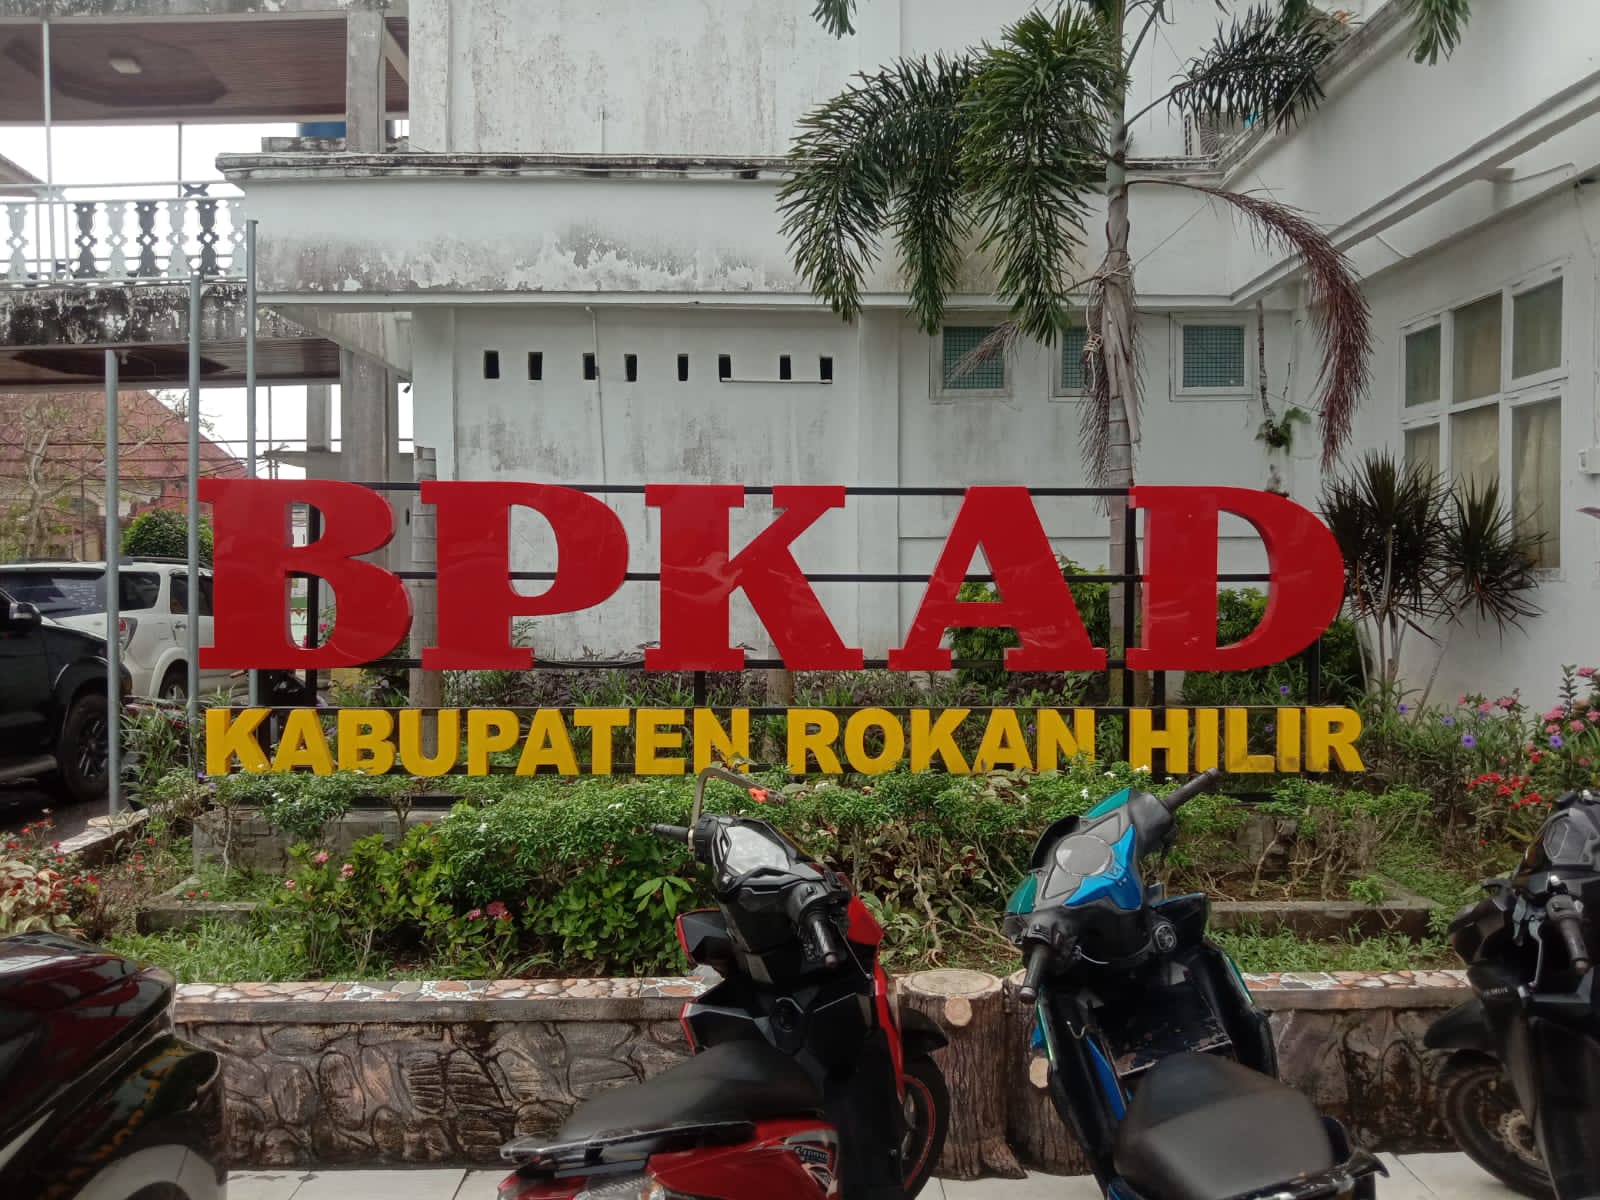 BPKAD
KABUPATEN ROKAN HILIR